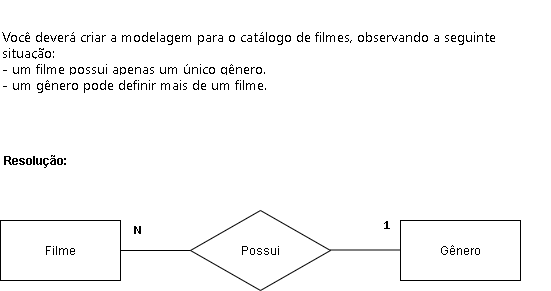 Você deverá criar a modelagem para o catálogo de filmes, observando a seguinte
situação:
- um filme possui apenas um único gênero.
- um gênero pode definir mais de um filme.
Resolução:
N
1
Filme
Possui
Gênero